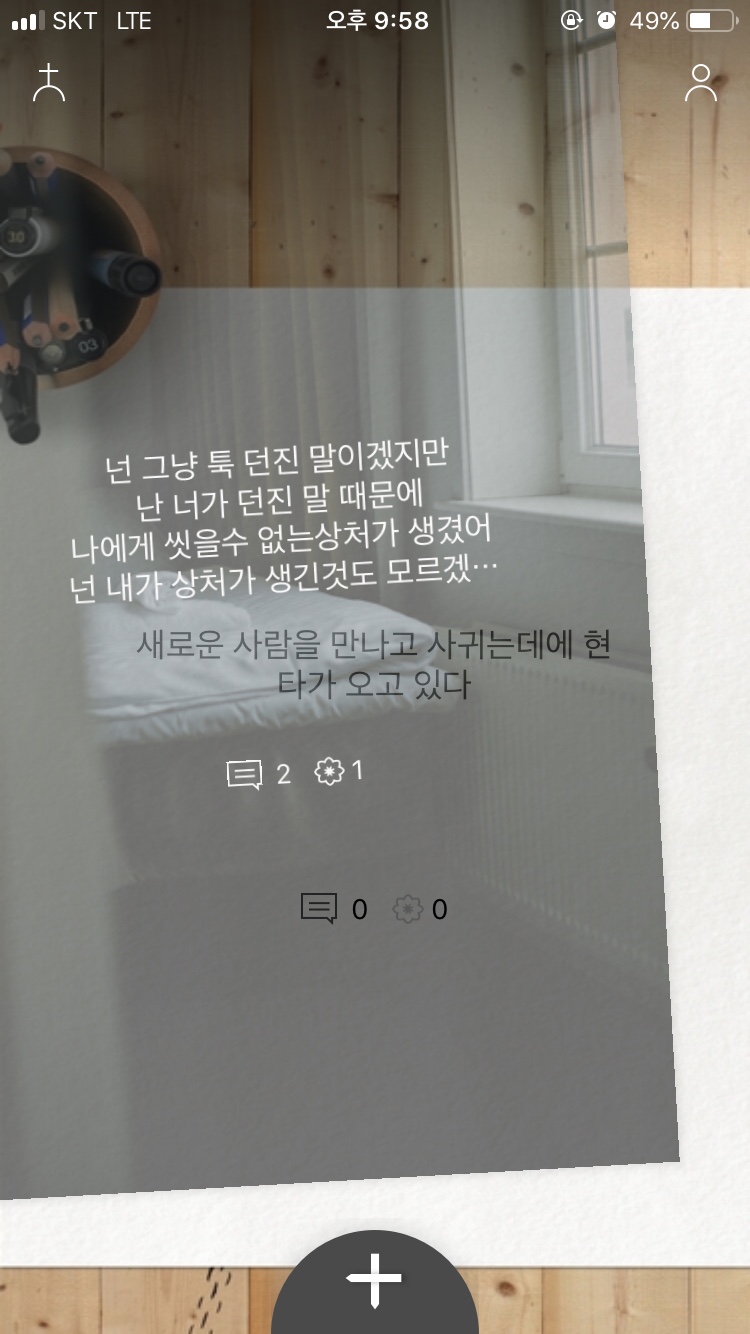 SKT LTE 오후 9:58 49%
30
03
넌 그냥 툭 던진 말이겠지만
난 너가 던진 말 때문에
나에게 씻을수 없는상처가 생겼어
넌 내가 상처가 생긴것도 모르겠…
새로운 사람을 만나고 사귀는데에 현
타가 오고 있다
2 1
0 0